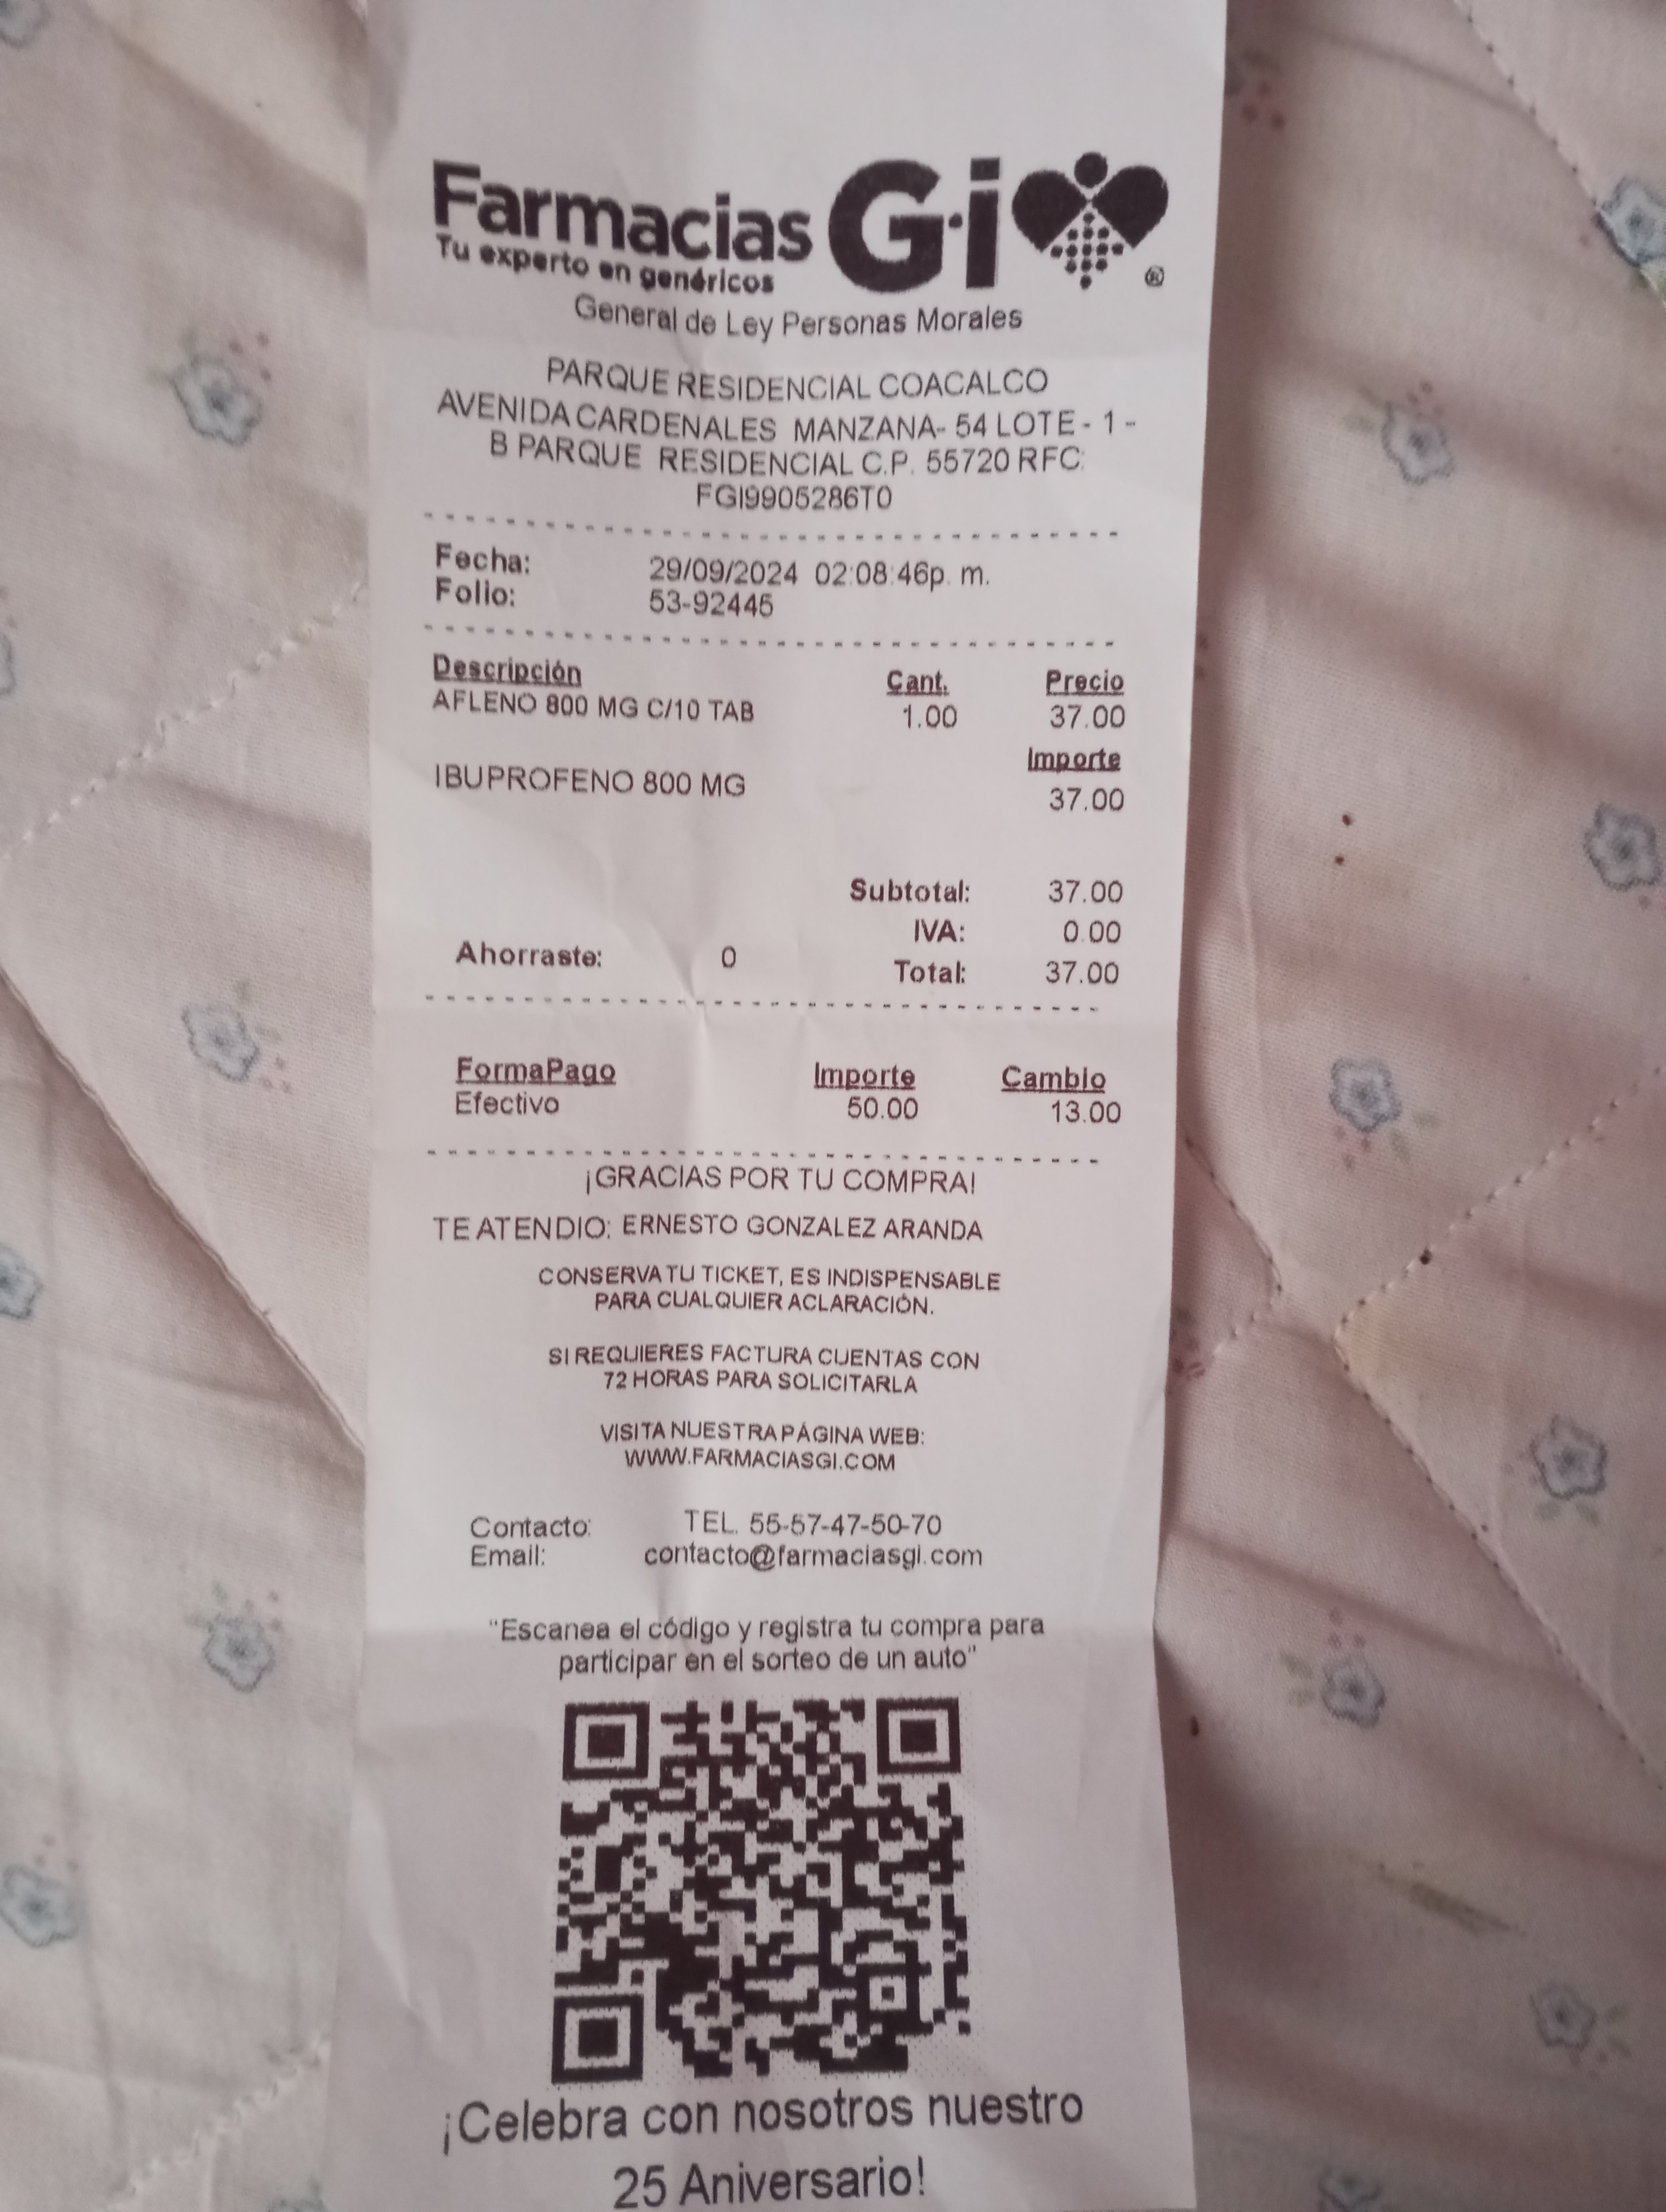 Farmacias G·i ®
Tu experto en genéricos
General de Ley Personas Morales
PARQUE RESIDENCIAL COACALCO
AVENIDA CARDENALES MANZANA- 54 LOTE - 1 -
B PARQUE RESIDENCIAL C.P. 55720 RFC:
FGI9905286T0
Fecha: 29/09/2024 02:08:46p. m.
Folio: 53-92445
Descripción Cant. Precio
AFLENO 800 MG C/10 TAB 1.00 37.00
Importe
IBUPROFENO 800 MG 37.00
Subtotal: 37.00
IVA: 0.00
Ahorraste: 0 Total: 37.00
FormaPago Importe Cambio
Efectivo 50.00 13.00
¡GRACIAS POR TU COMPRA!
TE ATENDIO: ERNESTO GONZALEZ ARANDA
CONSERVA TU TICKET, ES INDISPENSABLE
PARA CUALQUIER ACLARACIÓN.
SI REQUIERES FACTURA CUENTAS CON
72 HORAS PARA SOLICITARLA
VISITA NUESTRA PÁGINA WEB:
WWW.FARMACIASGI.COM
Contacto: TEL. 55-57-47-50-70
Email: contacto@farmaciasgi.com
"Escanea el código y registra tu compra para
participar en el sorteo de un auto"
¡Celebra con nosotros nuestro
25 Aniversario!